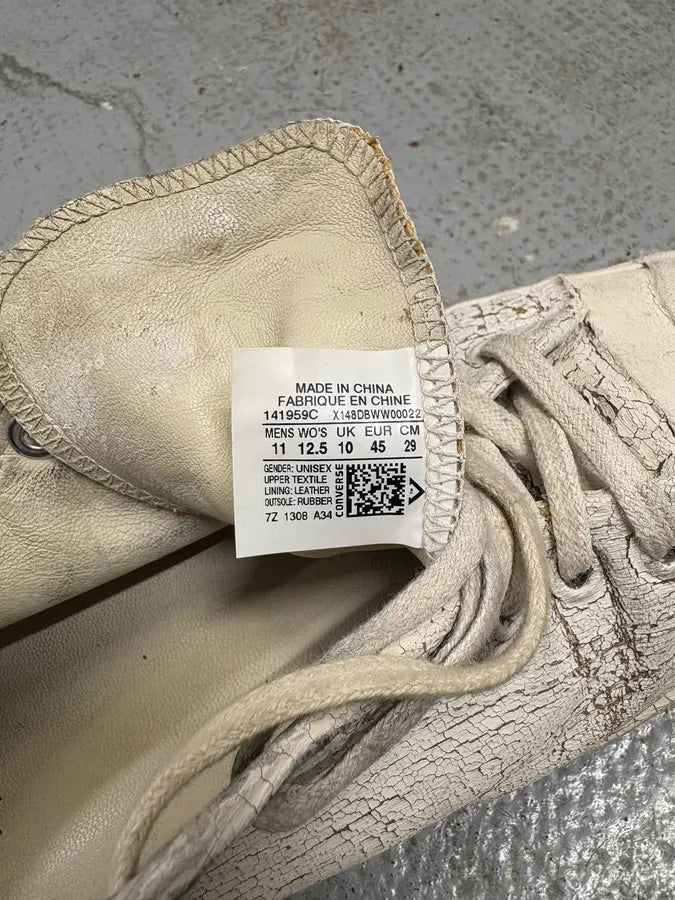 MADE IN CHINA
FABRIQUE EN CHINE
141959C X148DBWW00022
MENS WO'S UK EUR CM
11 12.5 10 45 29
GENDER: UNISEX
UPPER TEXTILE
LINING: LEATHER
OUTSOLE: RUBBER
7Z 1308 A34
CONVERSE